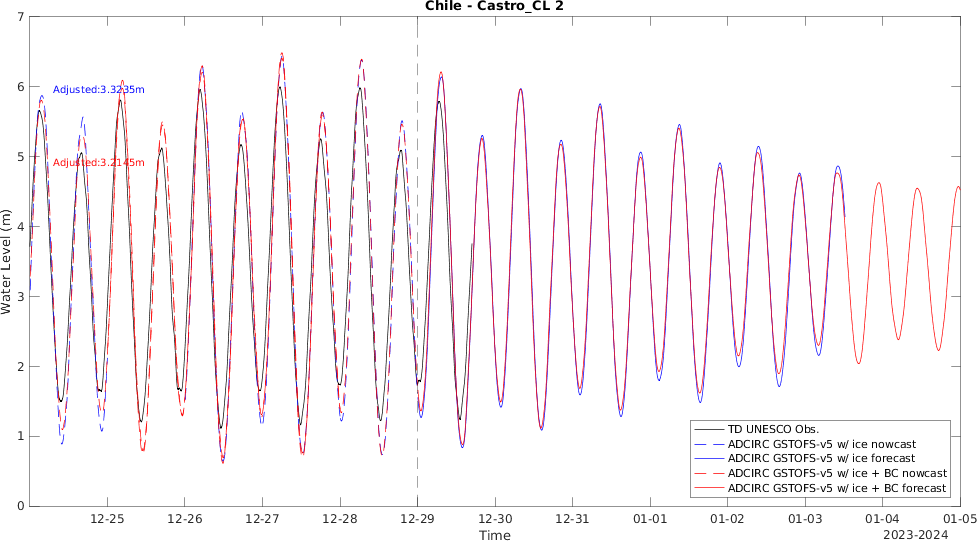 Chile - Castro_CL 2
Water Level (m)
7
6
5
4
3
2
1
0
Adjusted:3.3235m
Adjusted:3.2145m
TD UNESCO Obs.
ADCIRC GSTOFS-v5 w/ ice nowcast
ADCIRC GSTOFS-v5 w/ ice forecast
ADCIRC GSTOFS-v5 w/ ice + BC nowcast
ADCIRC GSTOFS-v5 w/ ice + BC forecast
12-25 12-26 12-27 12-28 12-29 12-30 12-31 01-01 01-02 01-03 01-04 01-05
Time
2023-2024